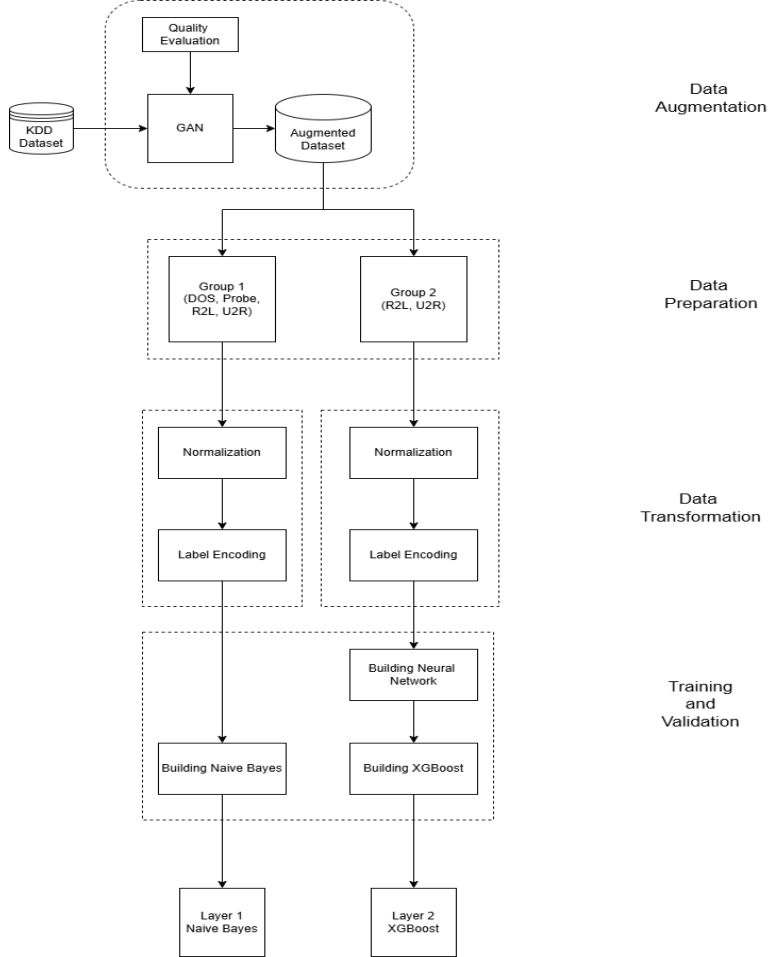 Quality
Evaluation
KDD
Dataset
GAN
Augmented
Dataset
Data
Augmentation
Group 1
(DOS, Probe,
R2L, U2R)
Group 2
(R2L, U2R)
Data
Preparation
Normalization
Normalization
Label Encoding
Label Encoding
Data
Transformation
Building Neural
Network
Building Naive Bayes
Building XGBoost
Training
and
Validation
Layer 1
Naive Bayes
Layer 2
XGBoost